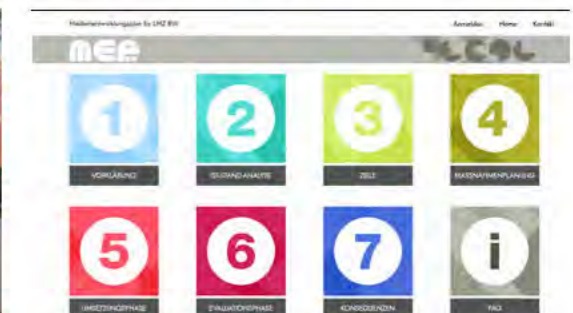 Medienentwicklungsplan für LMZ BW
Anmelden Home Kontakt
MEP
1 2 3 4
VORKLÄRUNG IST-STAND ANALYSE ZIELE MAßNAHMENPLANUNG
5 6 7 i
UMSETZUNGSPHASE EVALUATIONSPHASE KONSEQUENZEN FAQ